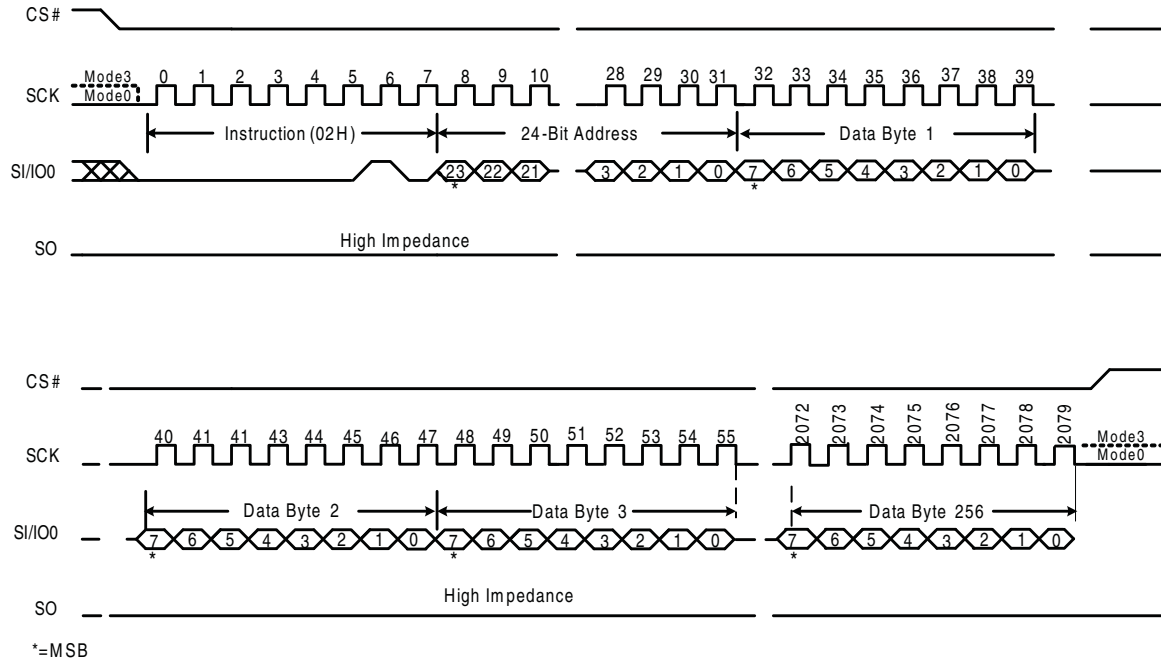 CS#
Mode3
SCK
Mode0
0 1 2 3 4 5 6 7 8 9 10 28 29 30 31 32 33 34 35 36 37 38 39
Instruction (02H) 24-Bit Address Data Byte 1
SI/IO0
23 22 21 3 2 1 0 7 6 5 4 3 2 1 0
* *
High Impedance
SO
CS#
40 41 41 43 44 45 46 47 48 49 50 51 52 53 54 55 2072 2073 2074 2075 2076 2077 2078 2079
Mode3
SCK
Mode0
Data Byte 2 Data Byte 3 Data Byte 256
SI/IO0
7 6 5 4 3 2 1 0 7 6 5 4 3 2 1 0 7 6 5 4 3 2 1 0
* * *
High Impedance
SO
*=MSB